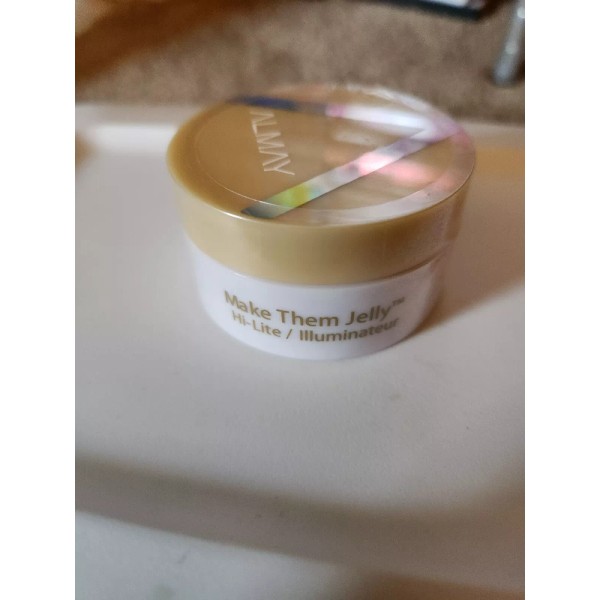 ALMAY
Make Them Jelly™
Hi-Lite / Illuminateur